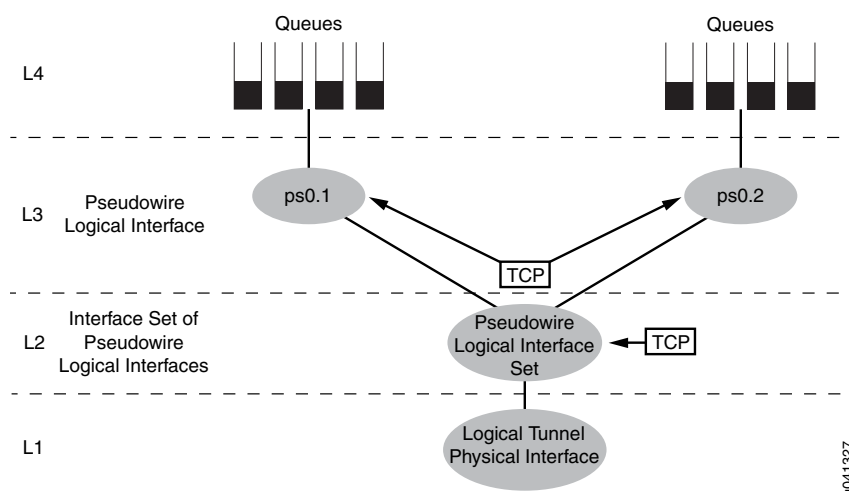 Queues
Queues
L4
L3
Pseudowire
Logical Interface
ps0.1
ps0.2
TCP
L2
Interface Set of
Pseudowire
Logical Interfaces
Pseudowire
Logical Interface
Set
TCP
L1
Logical Tunnel
Physical Interface